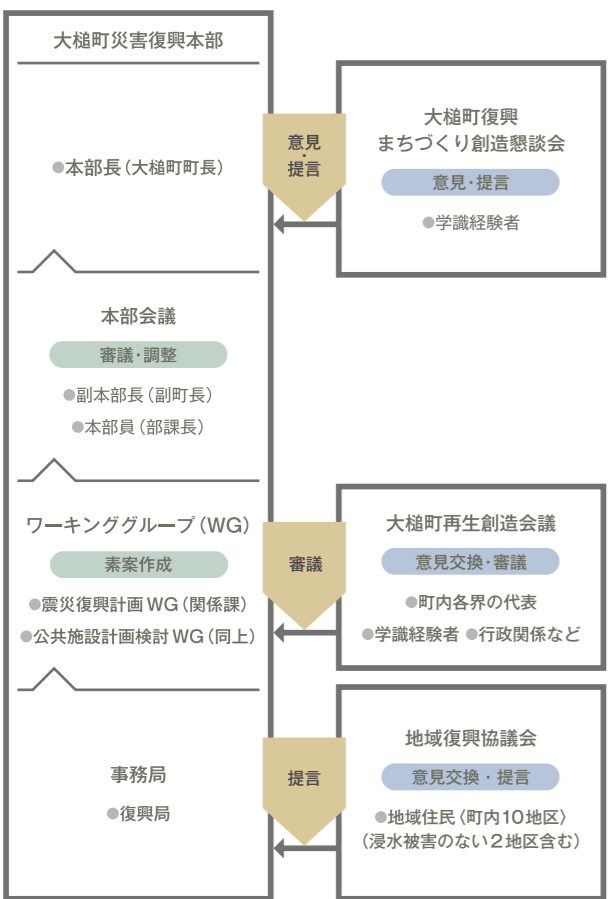 大槌町災害復興本部
●本部長（大槌町町長）
本部会議
審議・調整
●副本部長（副町長）
●本部員（部課長）
ワーキンググループ（WG）
素案作成
●震災復興計画WG（関係課）
●公共施設計画検討WG（同上）
事務局
●復興局
意見・提言
大槌町復興
まちづくり創造懇談会
意見・提言
●学識経験者
審議
大槌町再生創造会議
意見交換・審議
●町内各界の代表
●学識経験者 ●行政関係など
提言
地域復興協議会
意見交換・提言
●地域住民〈町内10地区〉
（浸水被害のない2地区含む）